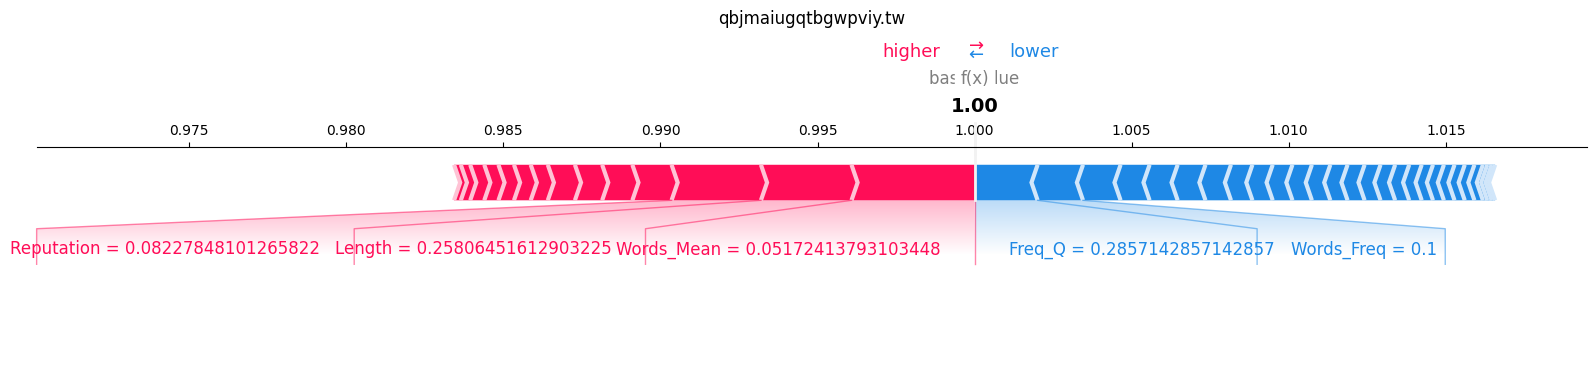 qbjmaiugqtbgwpviy.tw
higher ⇄ lower
bas f(x) lue
1.00
0.975 0.980 0.985 0.990 0.995 1.000 1.005 1.010 1.015
Reputation = 0.08227848101265822 Length = 0.25806451612903225 Words_Mean = 0.05172413793103448 Freq_Q = 0.2857142857142857 Words_Freq = 0.1